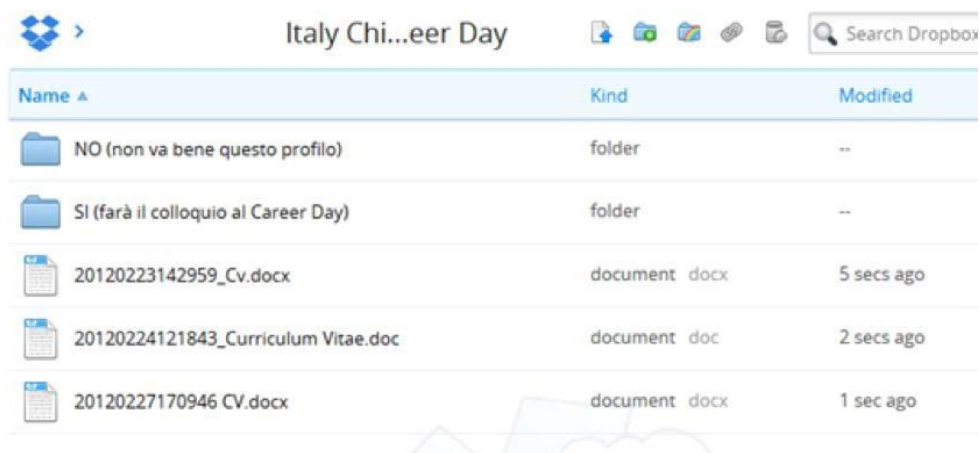 Italy Chi...eer Day
Search Dropbox
Name Kind Modified
NO (non va bene questo profilo) folder --
SI (farà il colloquio al Career Day) folder --
20120223142959_Cv.docx document docx 5 secs ago
20120224121843_Curriculum Vitae.doc document doc 2 secs ago
20120227170946 CV.docx document docx 1 sec ago